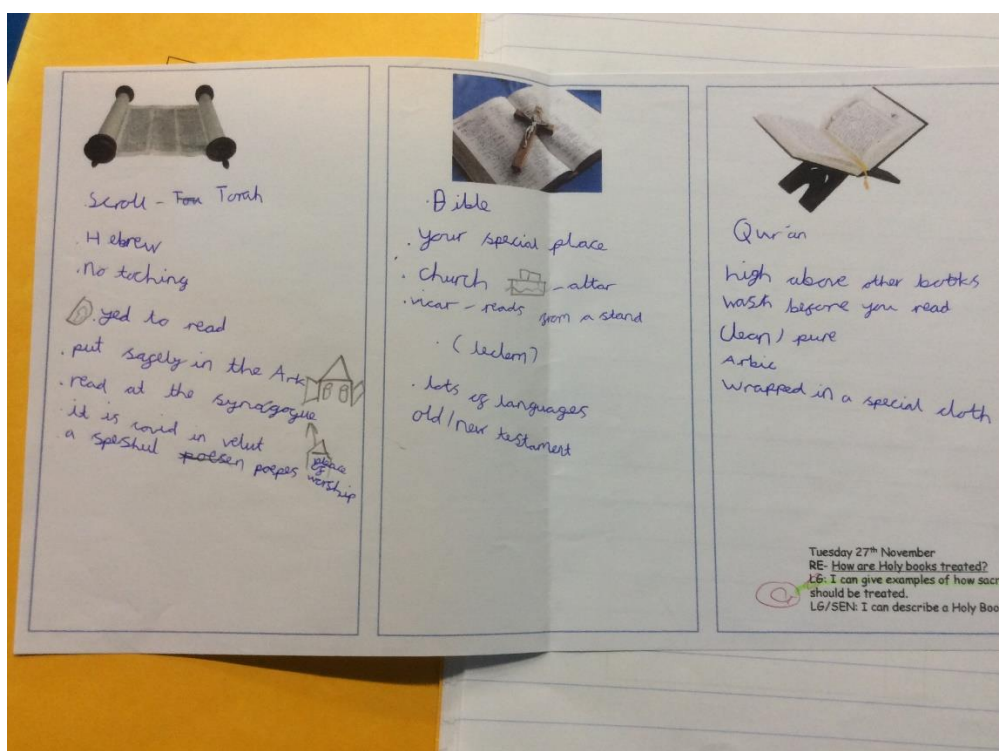 . Scroll - Tou Torah
. Hebrew
. no toching
. yed to read
. put sagely in the Ark
. read at the synagogue
. it is covid in velut
a speshul poesen poepes
place
of
worship
. Bible
. your special place
. church - altar
. vicar - reads from a stand
. (lectern)
. lots of languages
old/new testament
Qur'an
high above other books
wash before you read
Clean / pure
Arbic
Wrapped in a special cloth
Tuesday 27th November
RE- How are Holy books treated?
LG: I can give examples of how sacr
should be treated.
LG/SEN: I can describe a Holy Boo